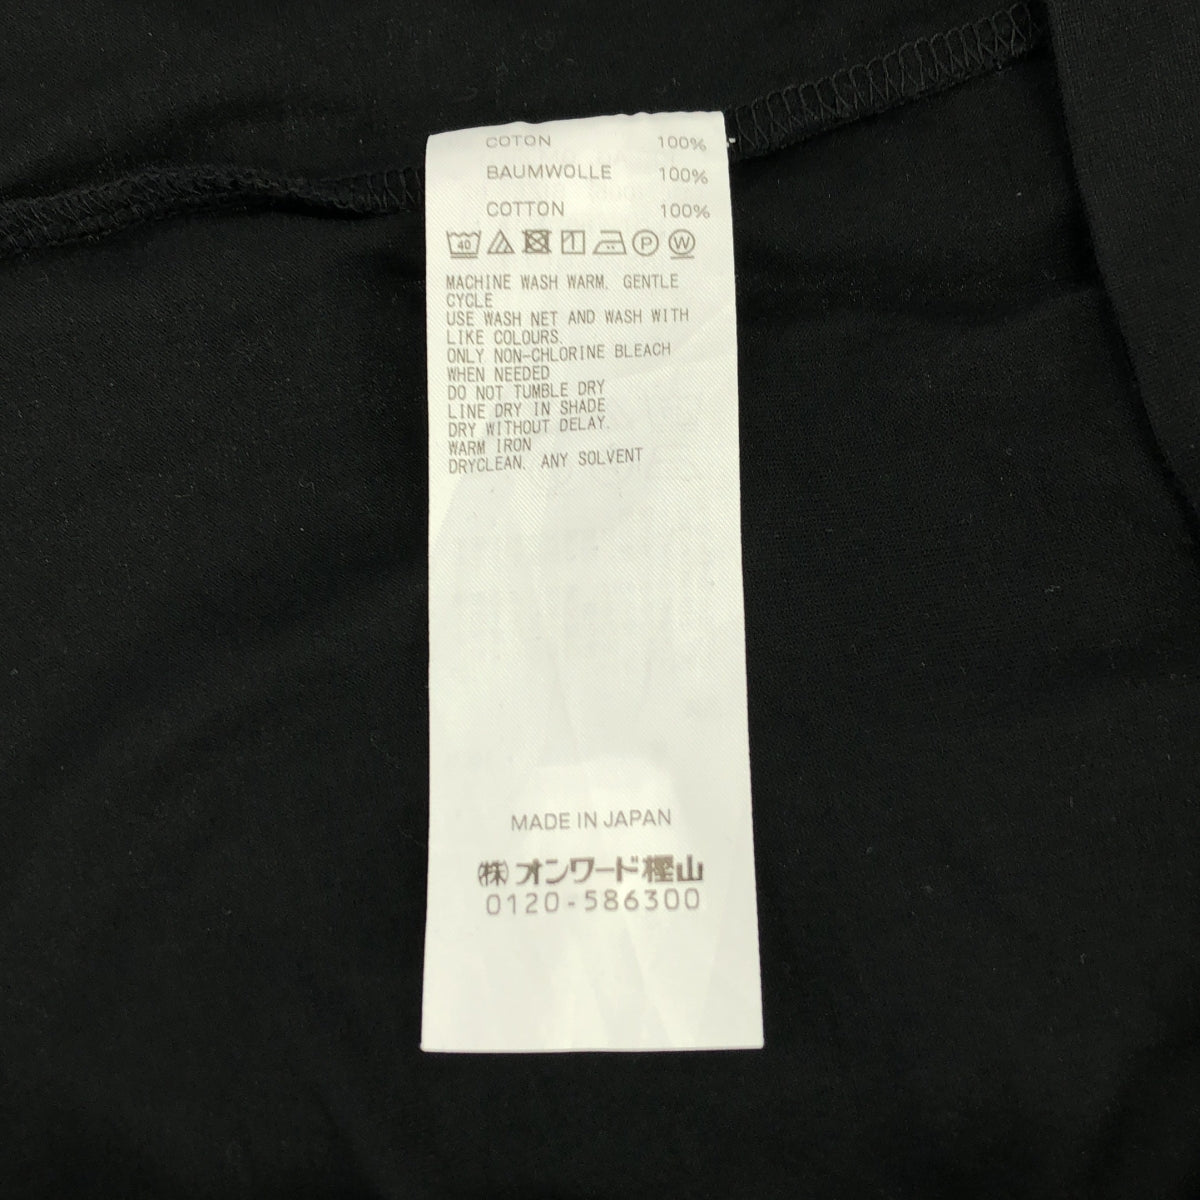 COTON 100%
BAUMWOLLE 100%
COTTON 100%
40 P W
MACHINE WASH WARM, GENTLE
CYCLE
USE WASH NET AND WASH WITH
LIKE COLOURS.
ONLY NON-CHLORINE BLEACH
WHEN NEEDED
DO NOT TUMBLE DRY
LINE DRY IN SHADE
DRY WITHOUT DELAY.
WARM IRON
DRYCLEAN, ANY SOLVENT
MADE IN JAPAN
㈱オンワード樫山
0120-586300